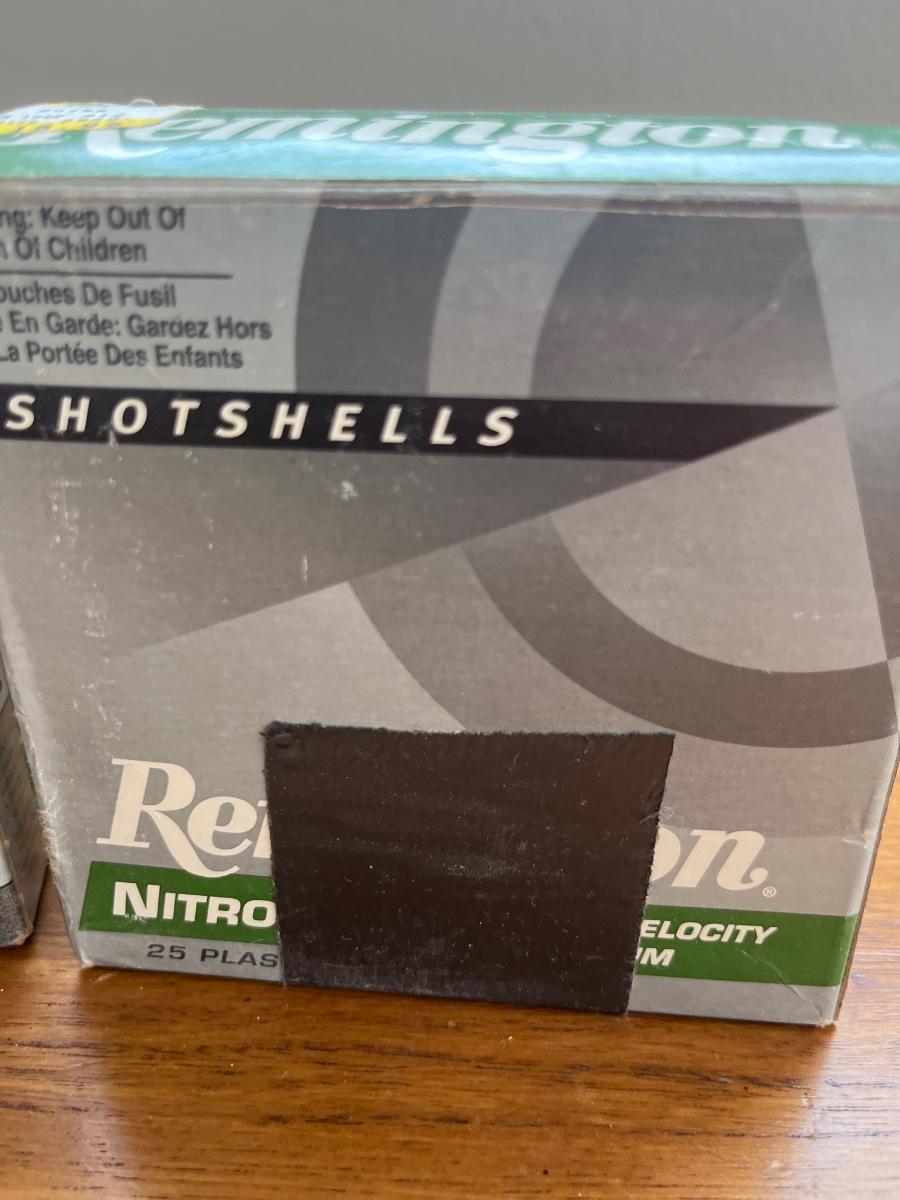 Remington
ng: Keep Out Of
Of Children
ouches De Fusil
En Garde: Gardez Hors
La Portée Des Enfants
SHOTSHELLS
Re on®
NITRO ELOCITY
25 PLAS UM